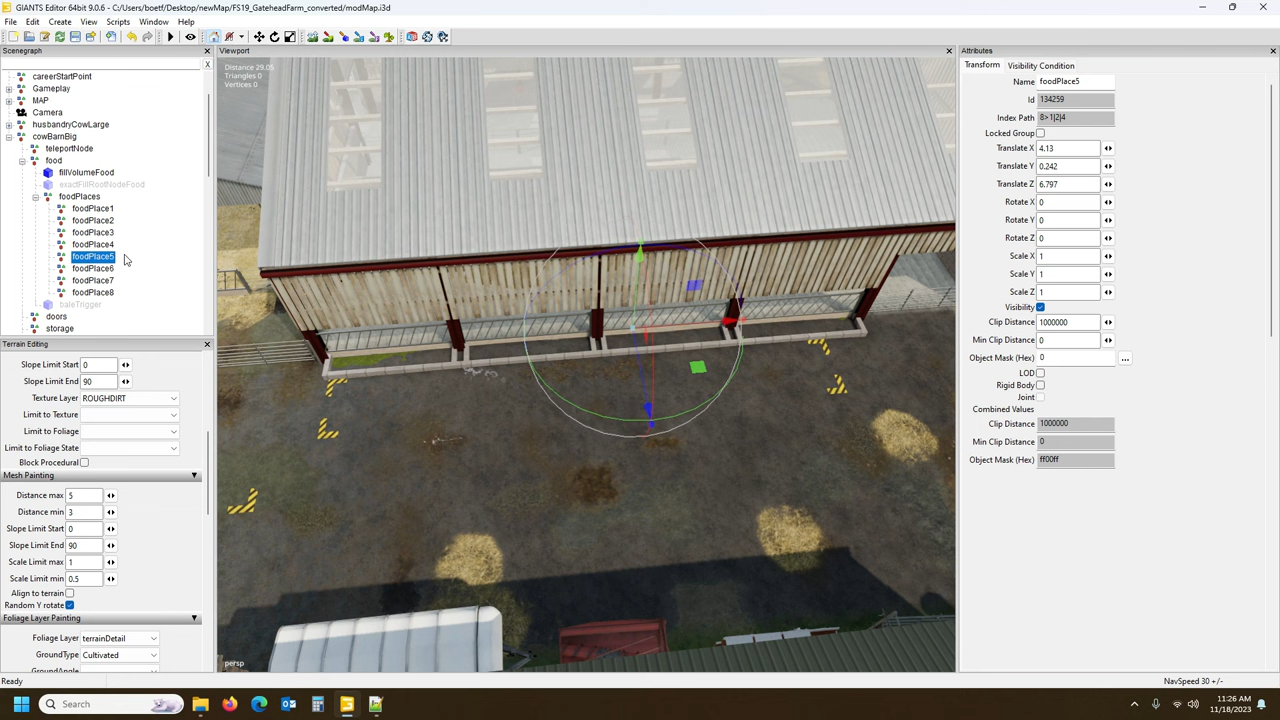 GIANTS Editor 64bit 9.0.6 - C:/Users/boetf/Desktop/newMap/FS19_GateheadFarm_converted/modMap.i3d
File Edit Create View Scripts Window Help
Scenegraph
careerStartPoint
Gameplay
MAP
Camera
husbandryCowLarge
cowBarnBig
teleportNode
food
fillVolumeFood
exactFillRootNodeFood
foodPlaces
foodPlace1
foodPlace2
foodPlace3
foodPlace4
foodPlace5
foodPlace6
foodPlace7
foodPlace8
baleTrigger
doors
storage
Terrain Editing
Slope Limit Start 0
Slope Limit End 90
Texture Layer ROUGHDIRT
Limit to Texture
Limit to Foliage
Limit to Foliage State
Block Procedural
Mesh Painting
Distance max 5
Distance min 3
Slope Limit Start 0
Slope Limit End 90
Scale Limit max 1
Scale Limit min 0.5
Align to terrain
Random Y rotate
Foliage Layer Painting
Foliage Layer terrainDetail
GroundType Cultivated
GroundAngle
Viewport
Distance 29.05
Triangles 0
Vertices 0
persp
Attributes
Transform Visibility Condition
Name foodPlace5
Id 134259
Index Path 8>1|2|4
Locked Group
Translate X 4.13
Translate Y 0.242
Translate Z 6.797
Rotate X 0
Rotate Y 0
Rotate Z 0
Scale X 1
Scale Y 1
Scale Z 1
Visibility
Clip Distance 1000000
Min Clip Distance 0
Object Mask (Hex) 0 ...
LOD
Rigid Body
Joint
Combined Values
Clip Distance 1000000
Min Clip Distance 0
Object Mask (Hex) ff00ff
Ready
NavSpeed 30 +/-
Search
11:26 AM
11/18/2023